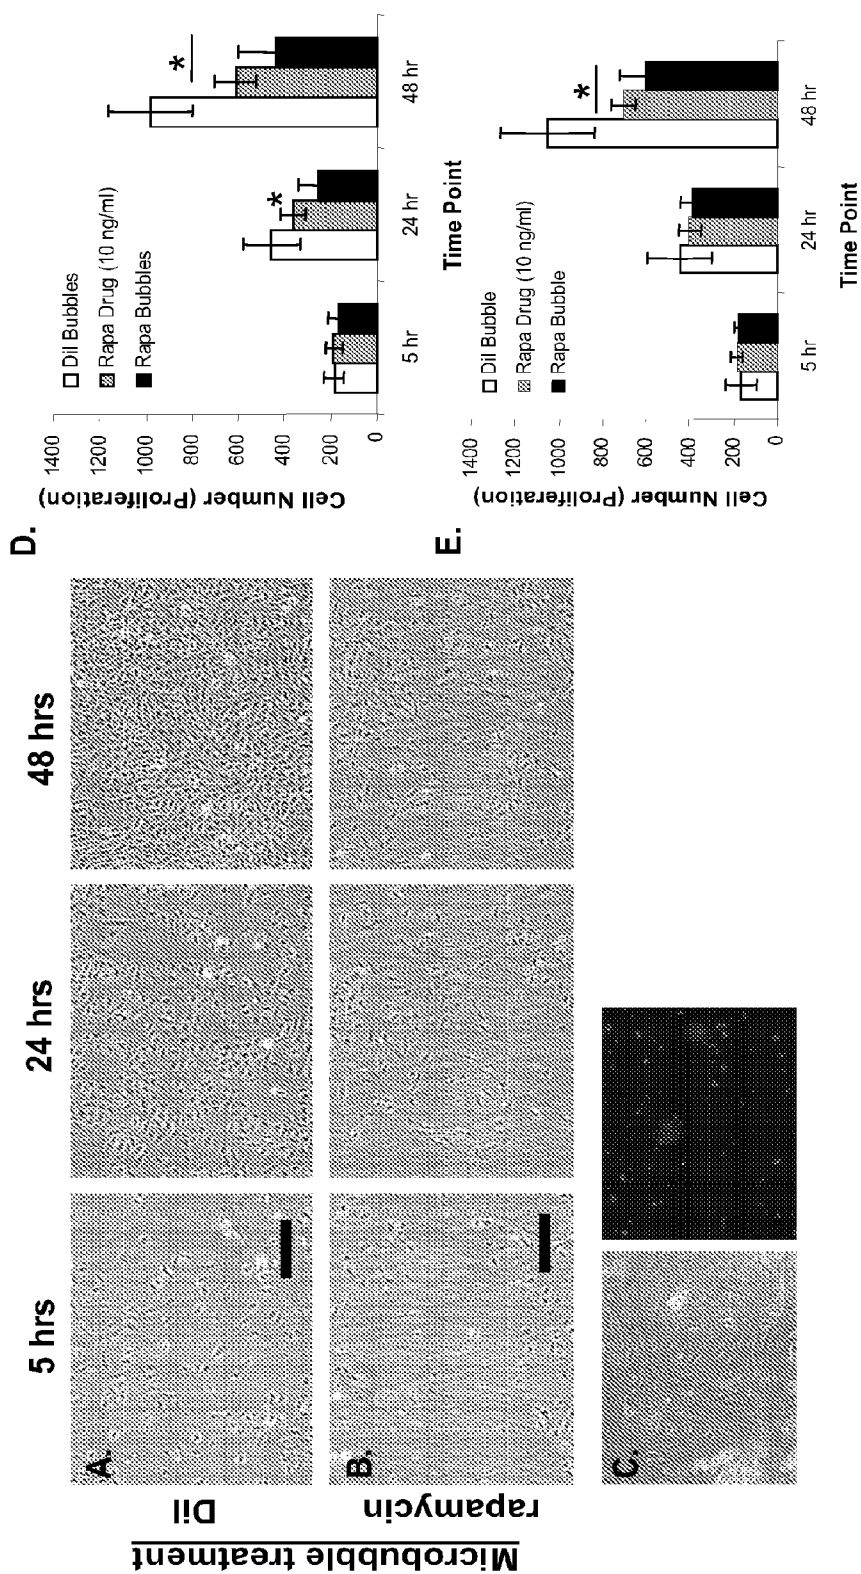 5 hrs
24 hrs
48 hrs
Microbubble treatment
Dil
rapamycin
A.
B.
C.
D.
Cell Number (Proliferation)
1400
1200
1000
800
600
400
200
0
Dil Bubbles
Rapa Drug (10 ng/ml)
Rapa Bubbles
*
*
5 hr
24 hr
48 hr
Time Point
E.
Cell Number (Proliferation)
1400
1200
1000
800
600
400
200
0
Dil Bubble
Rapa Drug (10 ng/ml)
Rapa Bubble
*
5 hr
24 hr
48 hr
Time Point